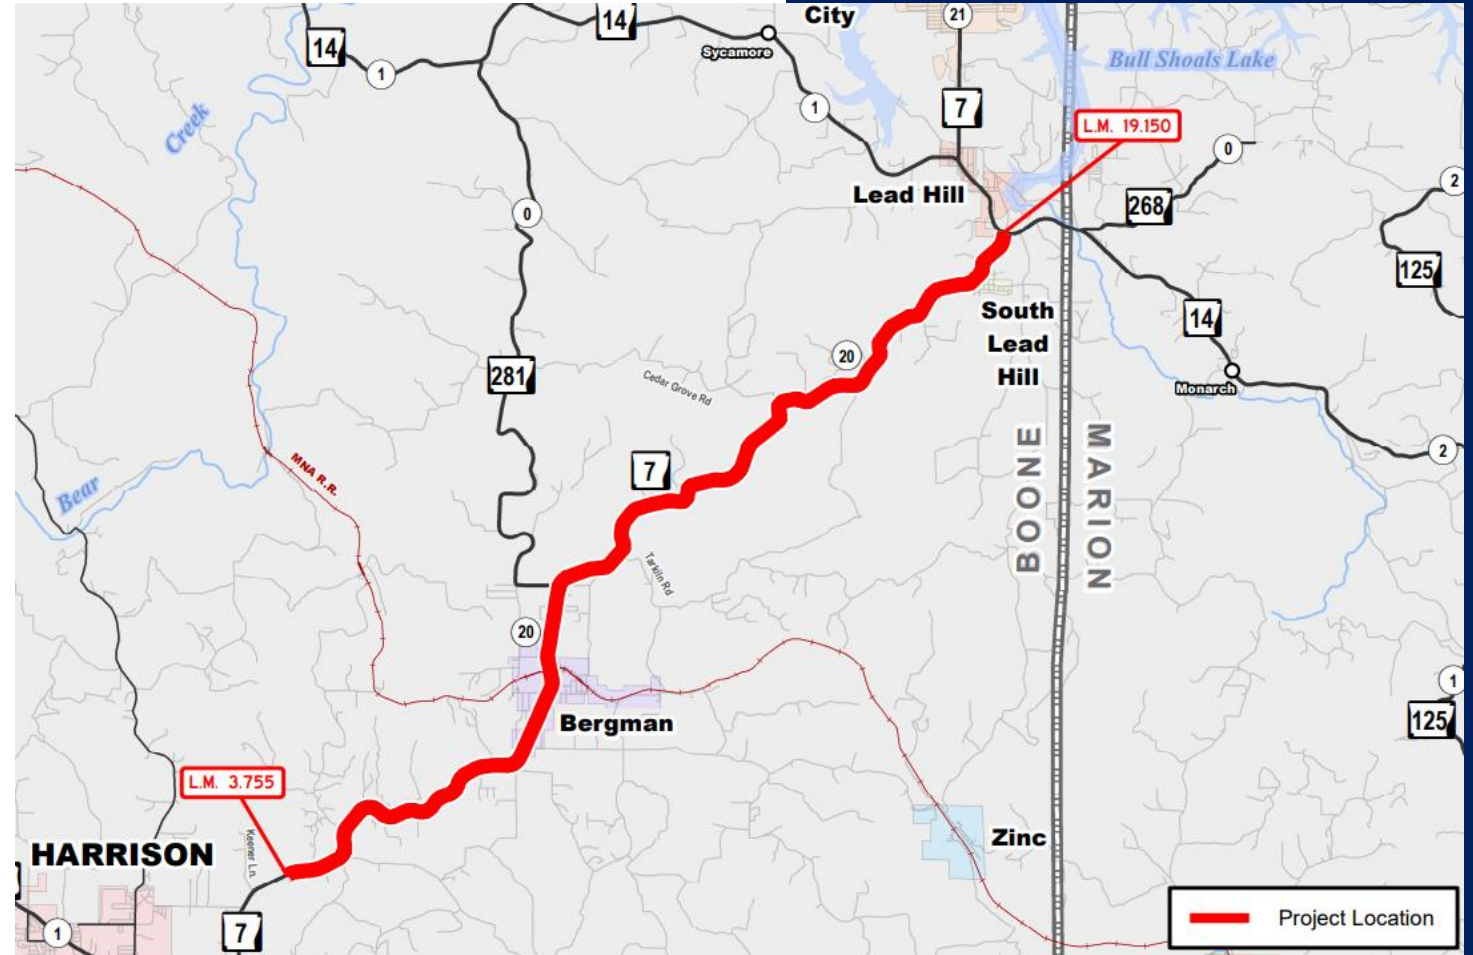 City
21
14
14
1
Sycamore
Bull Shoals Lake
Creek
1
7
L.M. 19.150
0
2
Lead Hill
268
0
125
South
Lead
Hill
14
20
281
Cedar Grove Rd
Monarch
BOONE
MARION
2
MNA R.R.
7
Bear
Tarkiln Rd
20
1
Bergman
125
L.M. 3.755
Keener Ln.
HARRISON
Zinc
7
1
Project Location